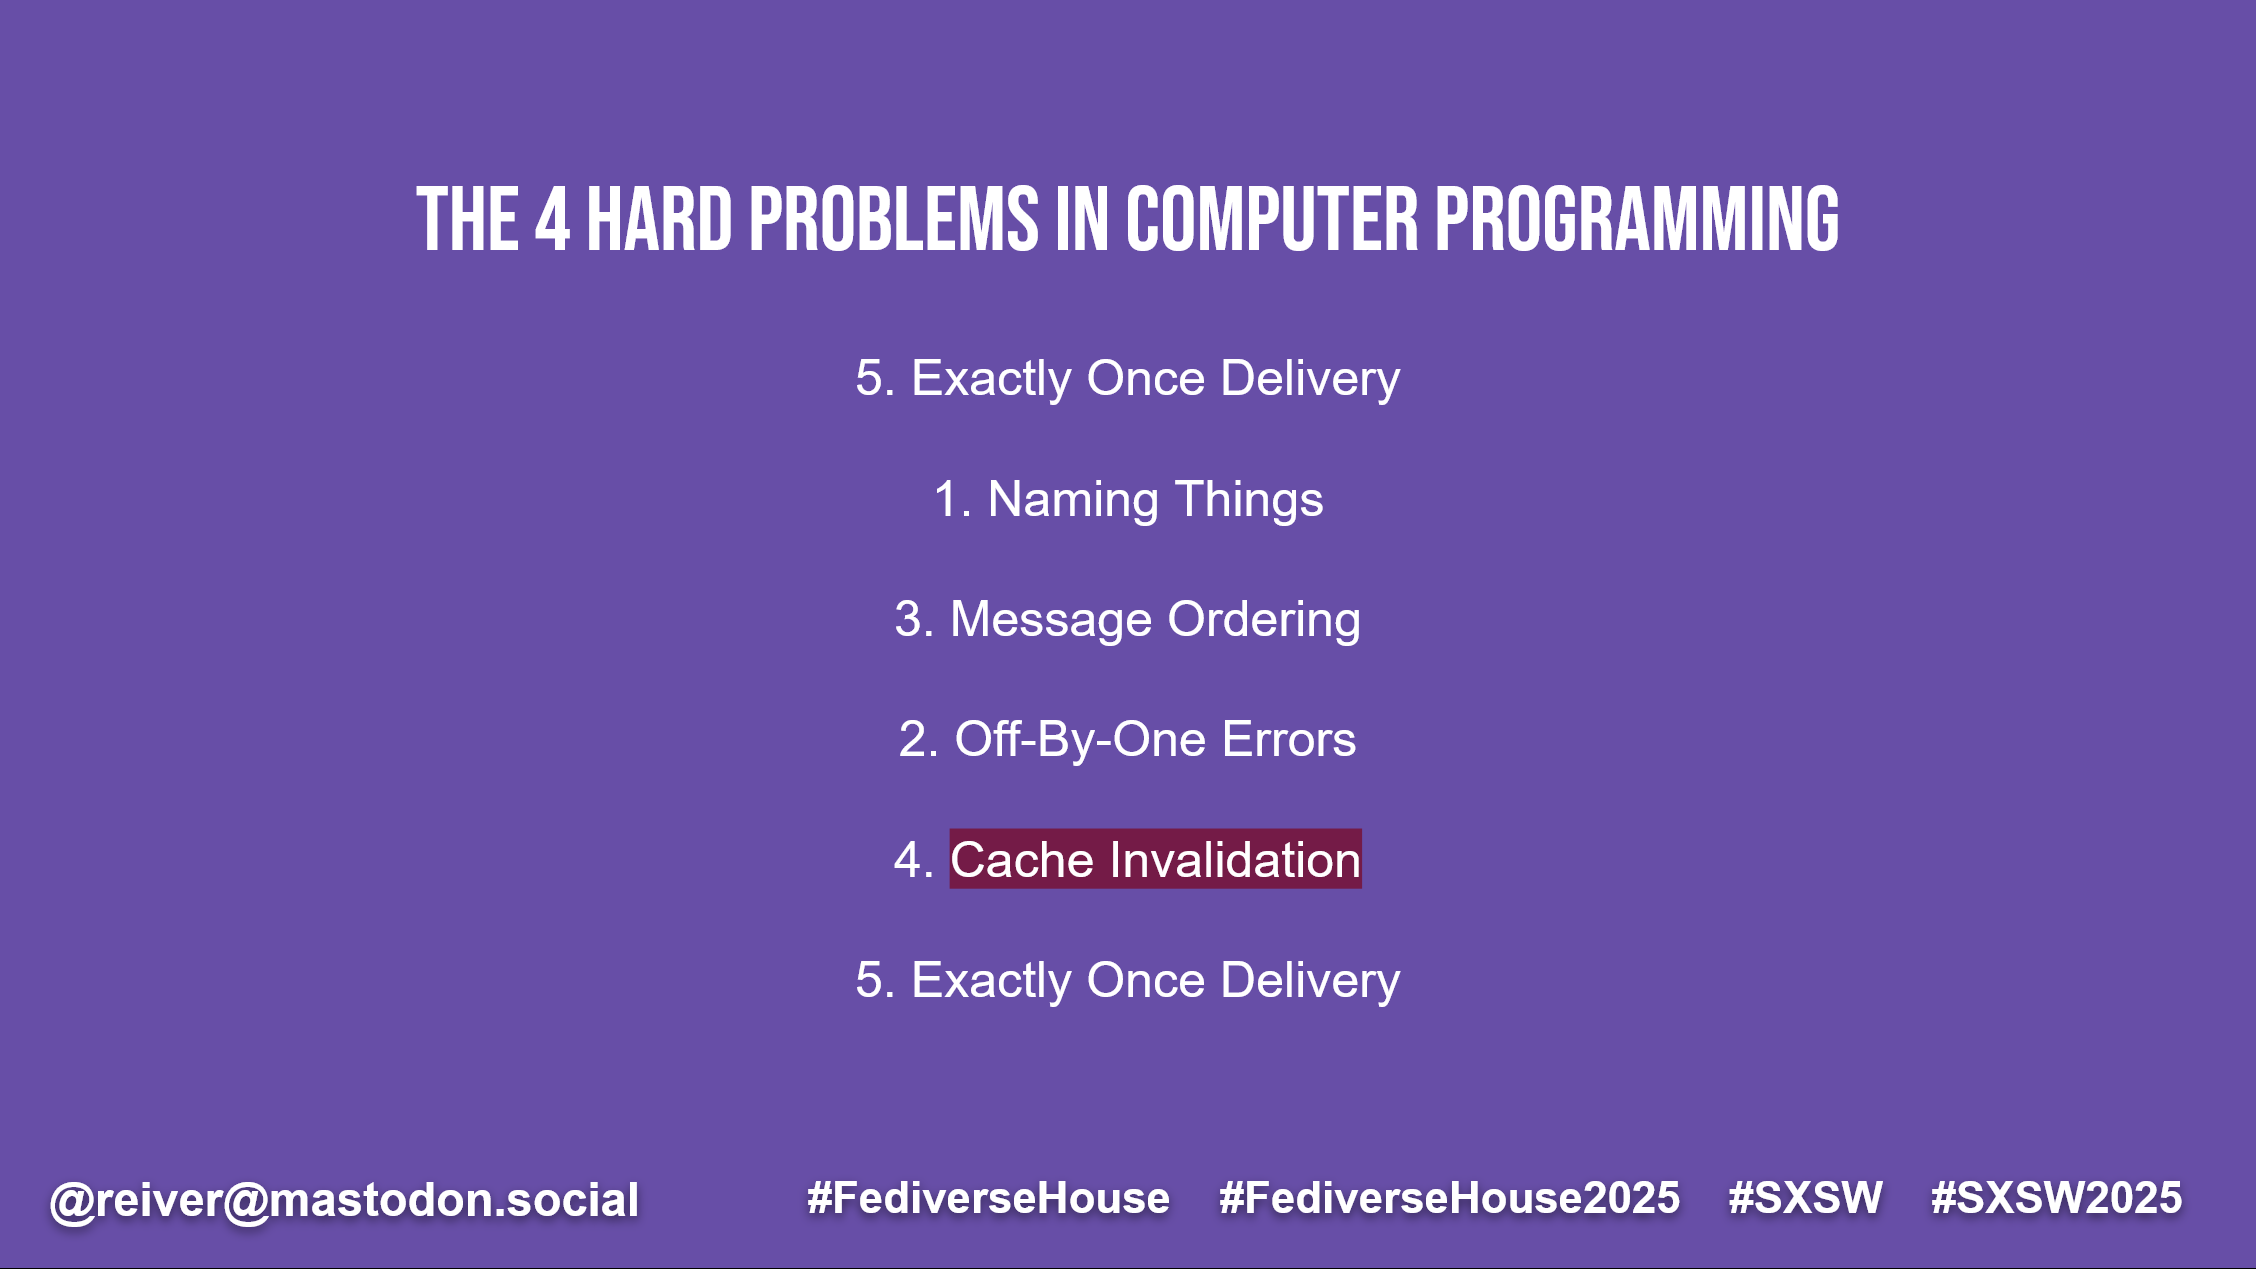 THE 4 HARD PROBLEMS IN COMPUTER PROGRAMMING
5. Exactly Once Delivery
1. Naming Things
3. Message Ordering
2. Off-By-One Errors
4. Cache Invalidation
5. Exactly Once Delivery
@reiver@mastodon.social #FediverseHouse #FediverseHouse2025 #SXSW #SXSW2025